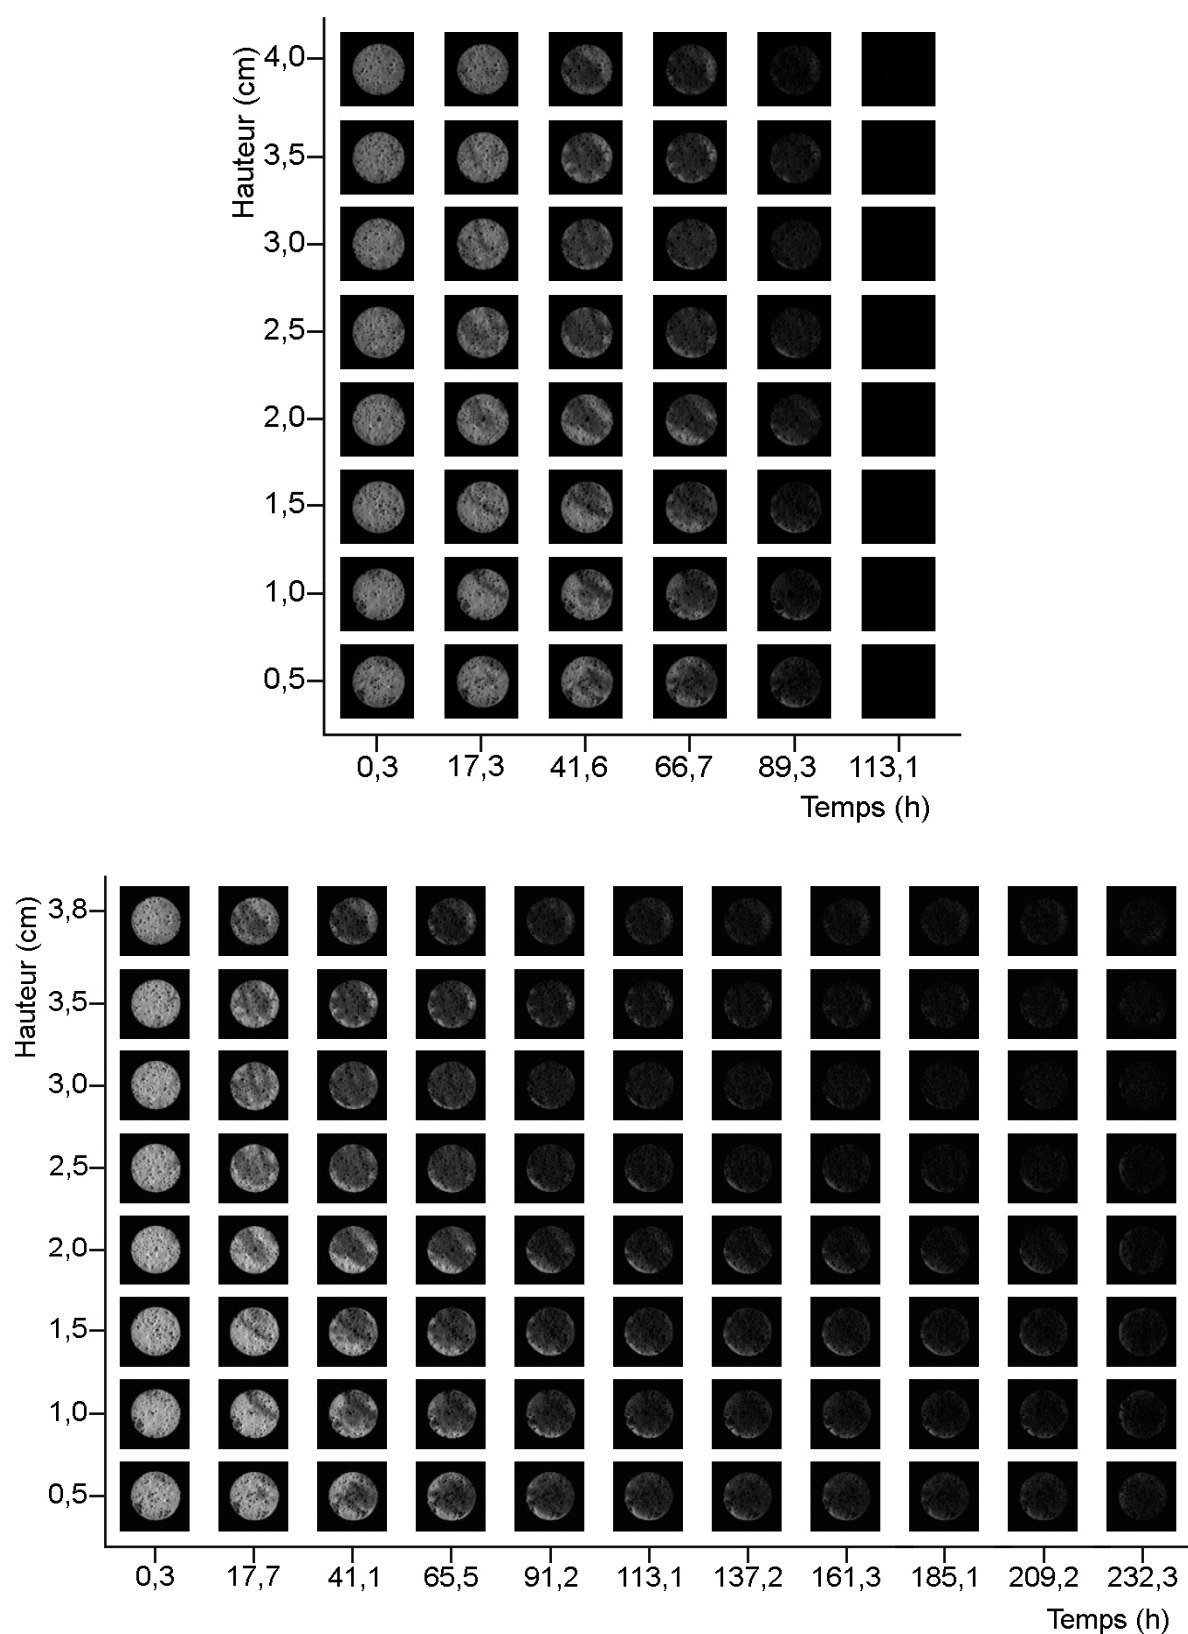 Hauteur (cm)
4,0
3,5
3,0
2,5
2,0
1,5
1,0
0,5
0,3 17,3 41,6 66,7 89,3 113,1
Temps (h)
Hauteur (cm)
3,8
3,5
3,0
2,5
2,0
1,5
1,0
0,5
0,3 17,7 41,1 65,5 91,2 113,1 137,2 161,3 185,1 209,2 232,3
Temps (h)